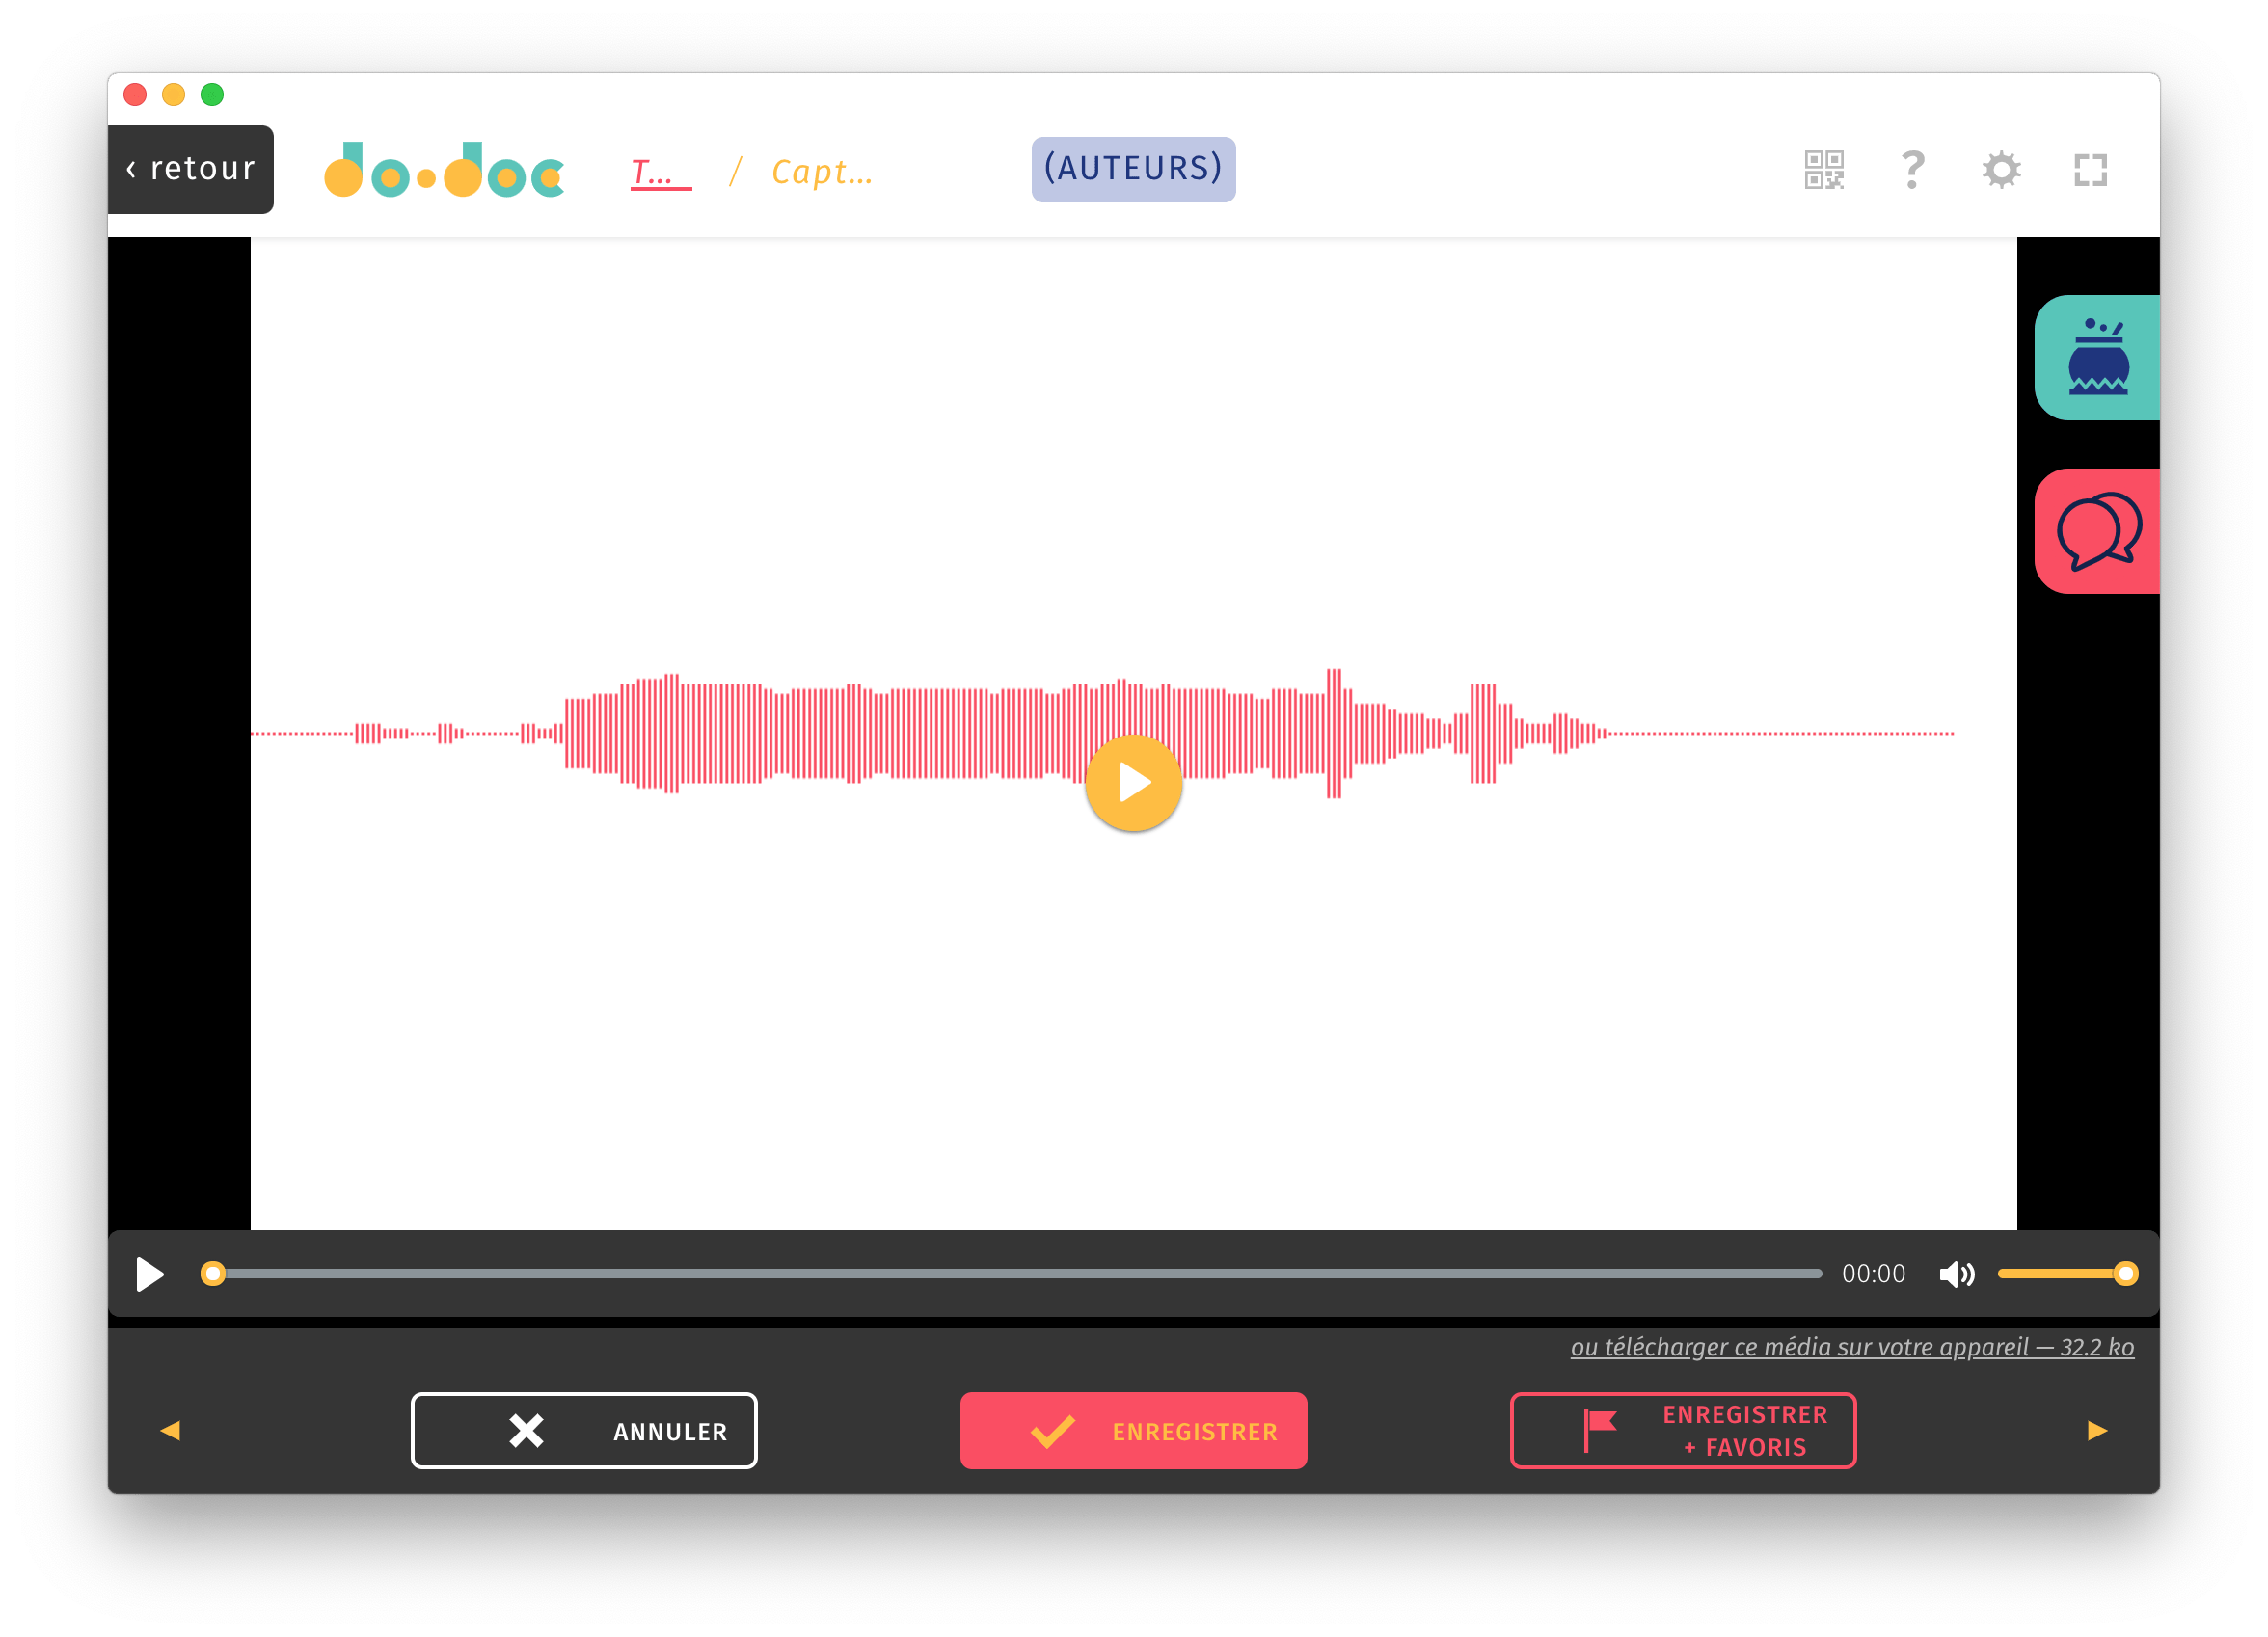 ‹ retour
do•doc
T... / Capt...
(AUTEURS)
?
00:00
ou télécharger ce média sur votre appareil — 32.2 ko
ANNULER
ENREGISTRER
ENREGISTRER
+ FAVORIS